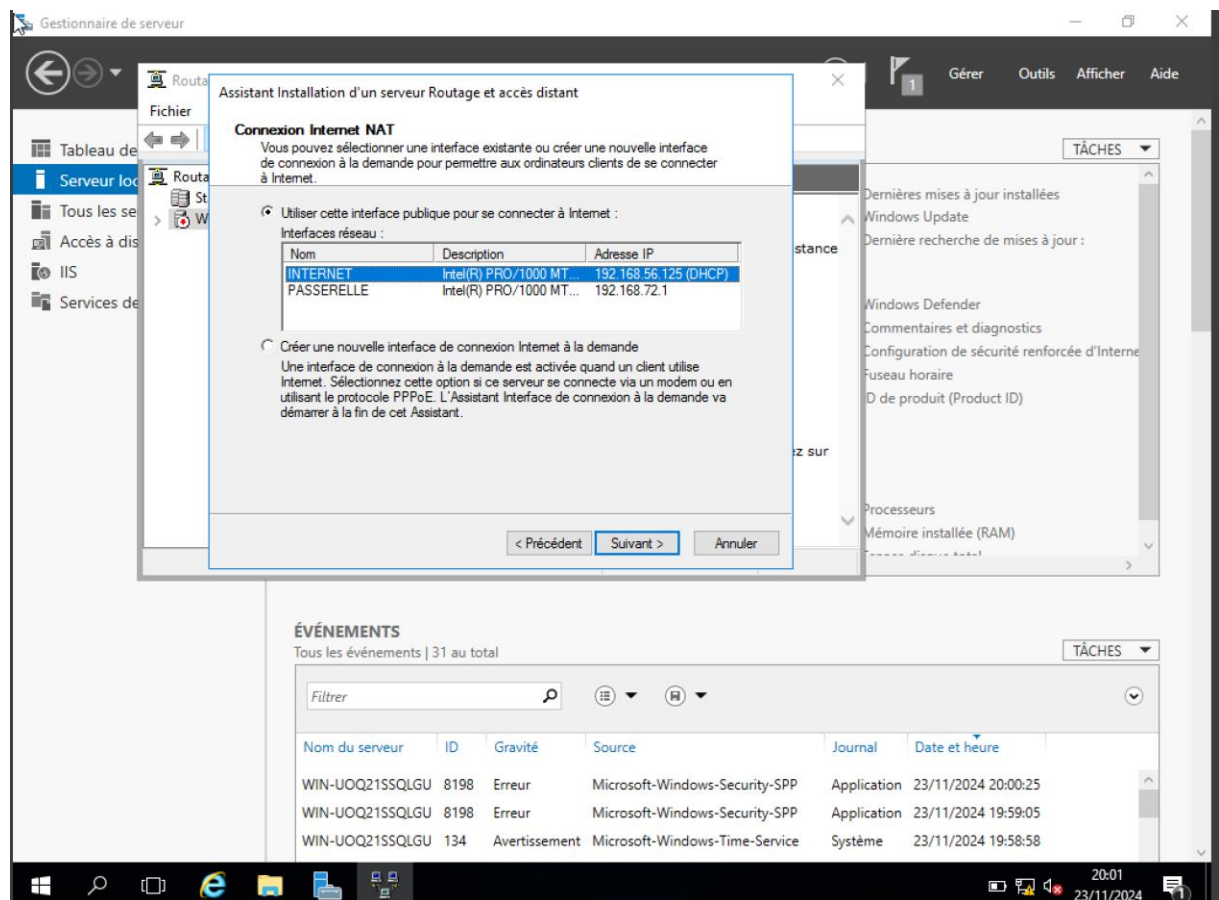 Gestionnaire de serveur
Gérer Outils Afficher Aide
1
Routa
Fichier
Assistant Installation d'un serveur Routage et accès distant
Connexion Internet NAT
Vous pouvez sélectionner une interface existante ou créer une nouvelle interface
de connexion à la demande pour permettre aux ordinateurs clients de se connecter
à Internet.
Utiliser cette interface publique pour se connecter à Internet :
Interfaces réseau :
Nom Description Adresse IP
INTERNET Intel(R) PRO/1000 MT... 192.168.56.125 (DHCP)
PASSERELLE Intel(R) PRO/1000 MT... 192.168.72.1
Créer une nouvelle interface de connexion Internet à la demande
Une interface de connexion à la demande est activée quand un client utilise
Internet. Sélectionnez cette option si ce serveur se connecte via un modem ou en
utilisant le protocole PPPoE. L'Assistant Interface de connexion à la demande va
démarrer à la fin de cet Assistant.
< Précédent Suivant > Annuler
Routa
St
W
stance
ez sur
Tableau de
Serveur loc
Tous les se
Accès à dis
IIS
Services de
TÂCHES
Dernières mises à jour installées
Windows Update
Dernière recherche de mises à jour :
Windows Defender
Commentaires et diagnostics
Configuration de sécurité renforcée d'Interne
Fuseau horaire
ID de produit (Product ID)
Processeurs
Mémoire installée (RAM)
Espace disque total
ÉVÉNEMENTS
Tous les événements | 31 au total
TÂCHES
Filtrer
Nom du serveur ID Gravité Source Journal Date et heure
WIN-UOQ21SSQLGU 8198 Erreur Microsoft-Windows-Security-SPP Application 23/11/2024 20:00:25
WIN-UOQ21SSQLGU 8198 Erreur Microsoft-Windows-Security-SPP Application 23/11/2024 19:59:05
WIN-UOQ21SSQLGU 134 Avertissement Microsoft-Windows-Time-Service Système 23/11/2024 19:58:58
20:01
23/11/2024
1